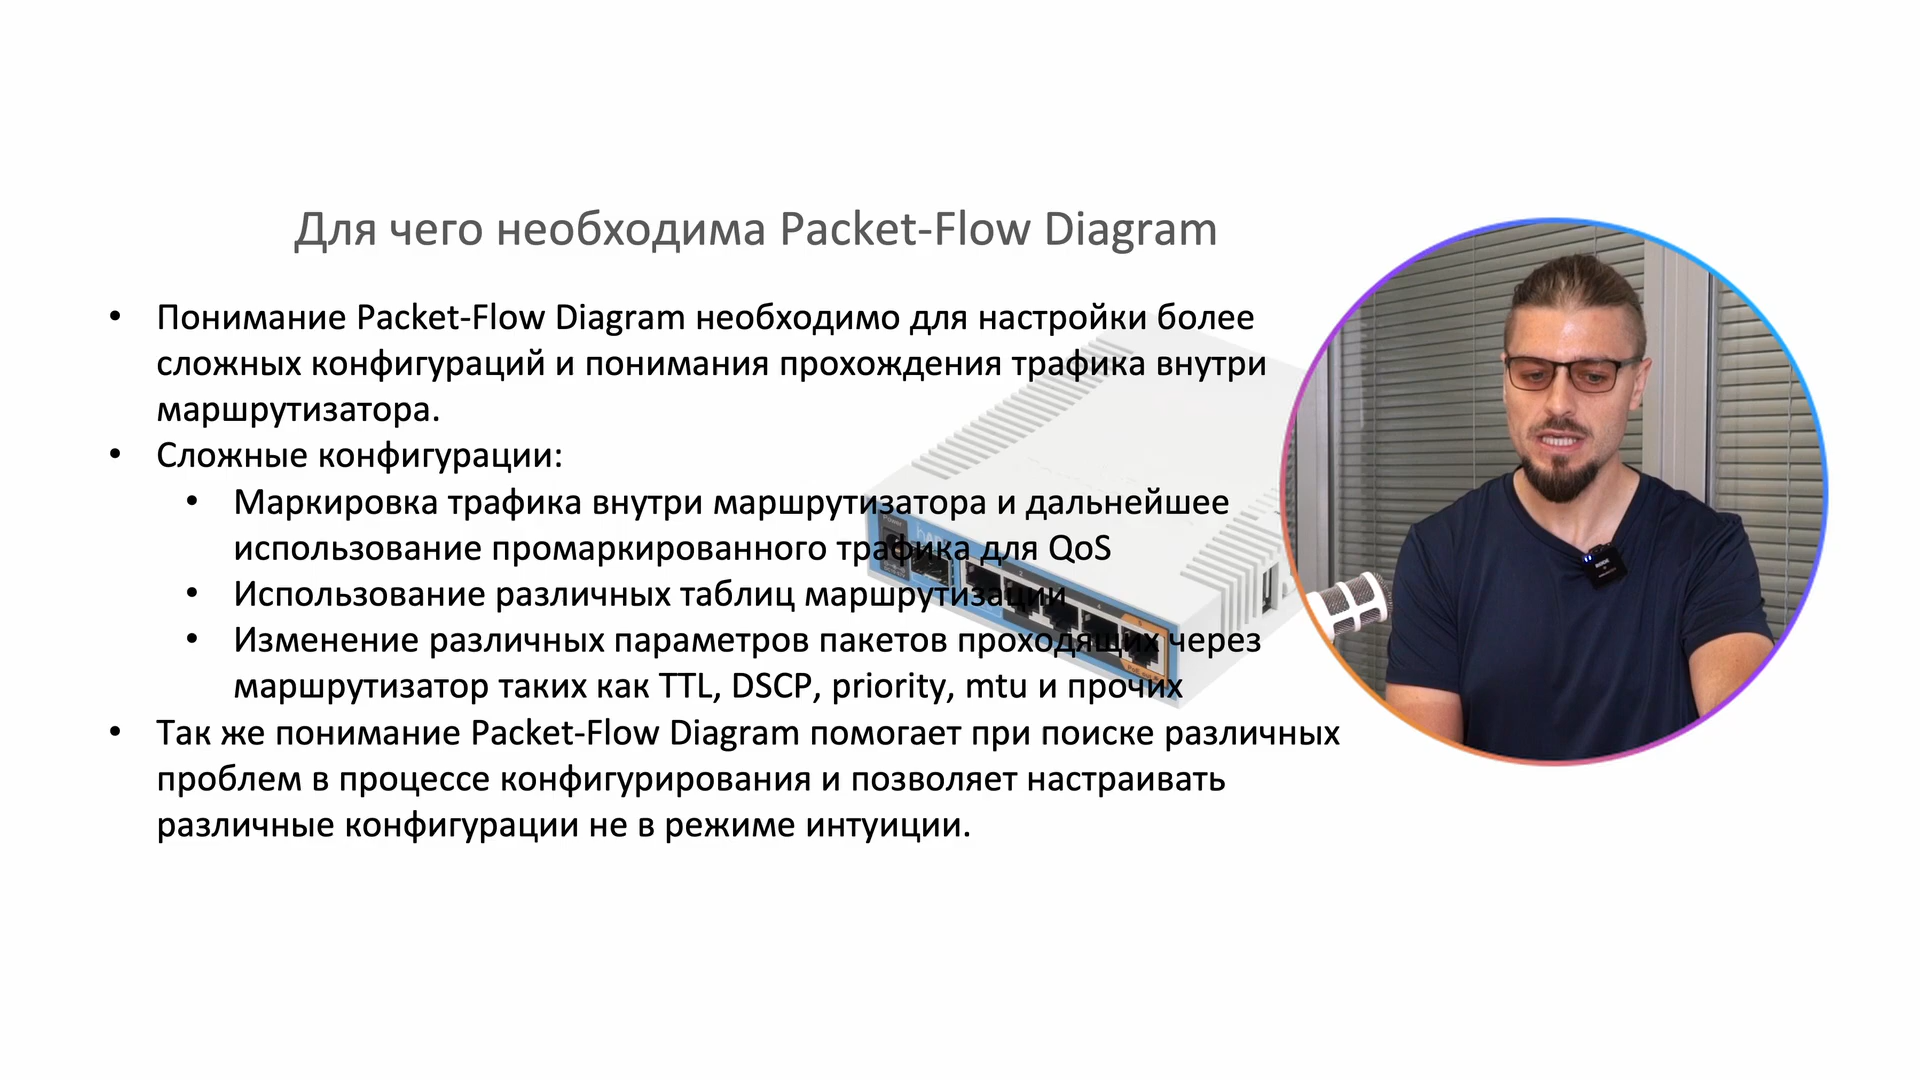 Для чего необходима Packet-Flow Diagram
• Понимание Packet-Flow Diagram необходимо для настройки более
сложных конфигураций и понимания прохождения трафика внутри
маршрутизатора.
• Сложные конфигурации:
• Маркировка трафика внутри маршрутизатора и дальнейшее
использование промаркированного трафика для QoS
• Использование различных таблиц маршрутизации
• Изменение различных параметров пакетов проходящих через
маршрутизатор таких как TTL, DSCP, priority, mtu и прочих
• Так же понимание Packet-Flow Diagram помогает при поиске различных
проблем в процессе конфигурирования и позволяет настраивать
различные конфигурации не в режиме интуиции.